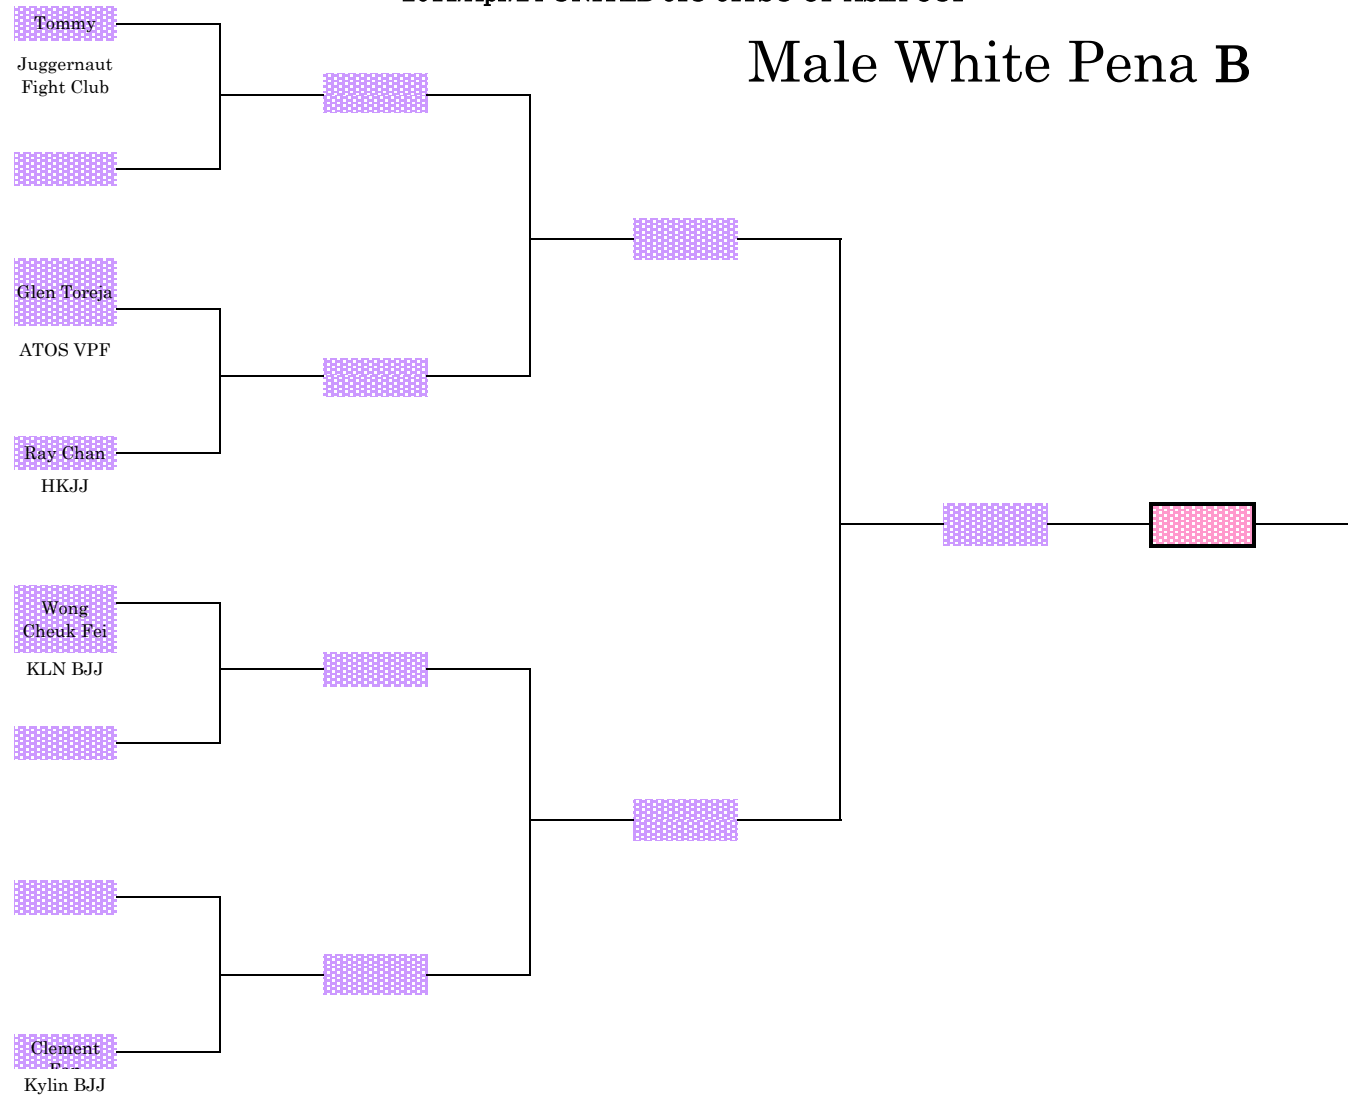 Male White Pena B
Tommy
Juggernaut
Fight Club
Glen Toreja
ATOS VPF
Ray Chan
HKJJ
Wong
Cheuk Fei
KLN BJJ
Clement
Kylin BJJ